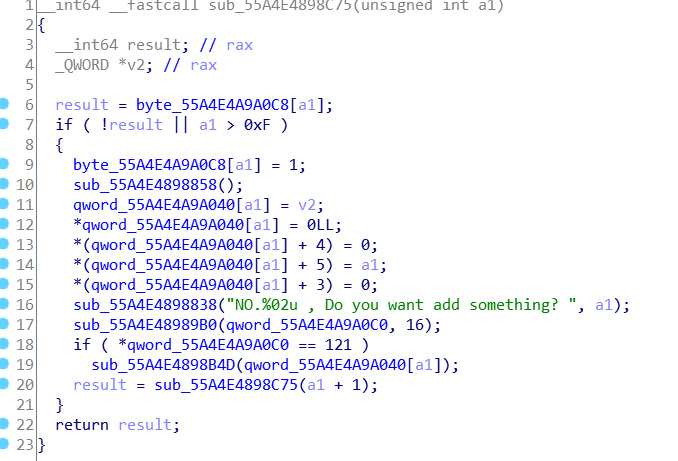 1 __int64 __fastcall sub_55A4E4898C75(unsigned int a1)
2 {
3 __int64 result; // rax
4 _QWORD *v2; // rax
5
6 result = byte_55A4E4A9A0C8[a1];
7 if ( !result || a1 > 0xF )
8 {
9 byte_55A4E4A9A0C8[a1] = 1;
10 sub_55A4E4898858();
11 qword_55A4E4A9A040[a1] = v2;
12 *qword_55A4E4A9A040[a1] = 0LL;
13 *(qword_55A4E4A9A040[a1] + 4) = 0;
14 *(qword_55A4E4A9A040[a1] + 5) = a1;
15 *(qword_55A4E4A9A040[a1] + 3) = 0;
16 sub_55A4E4898838("NO.%02u , Do you want add something? ", a1);
17 sub_55A4E48989B0(qword_55A4E4A9A0C0, 16);
18 if ( *qword_55A4E4A9A0C0 == 121 )
19 sub_55A4E4898B4D(qword_55A4E4A9A040[a1]);
20 result = sub_55A4E4898C75(a1 + 1);
21 }
22 return result;
23 }